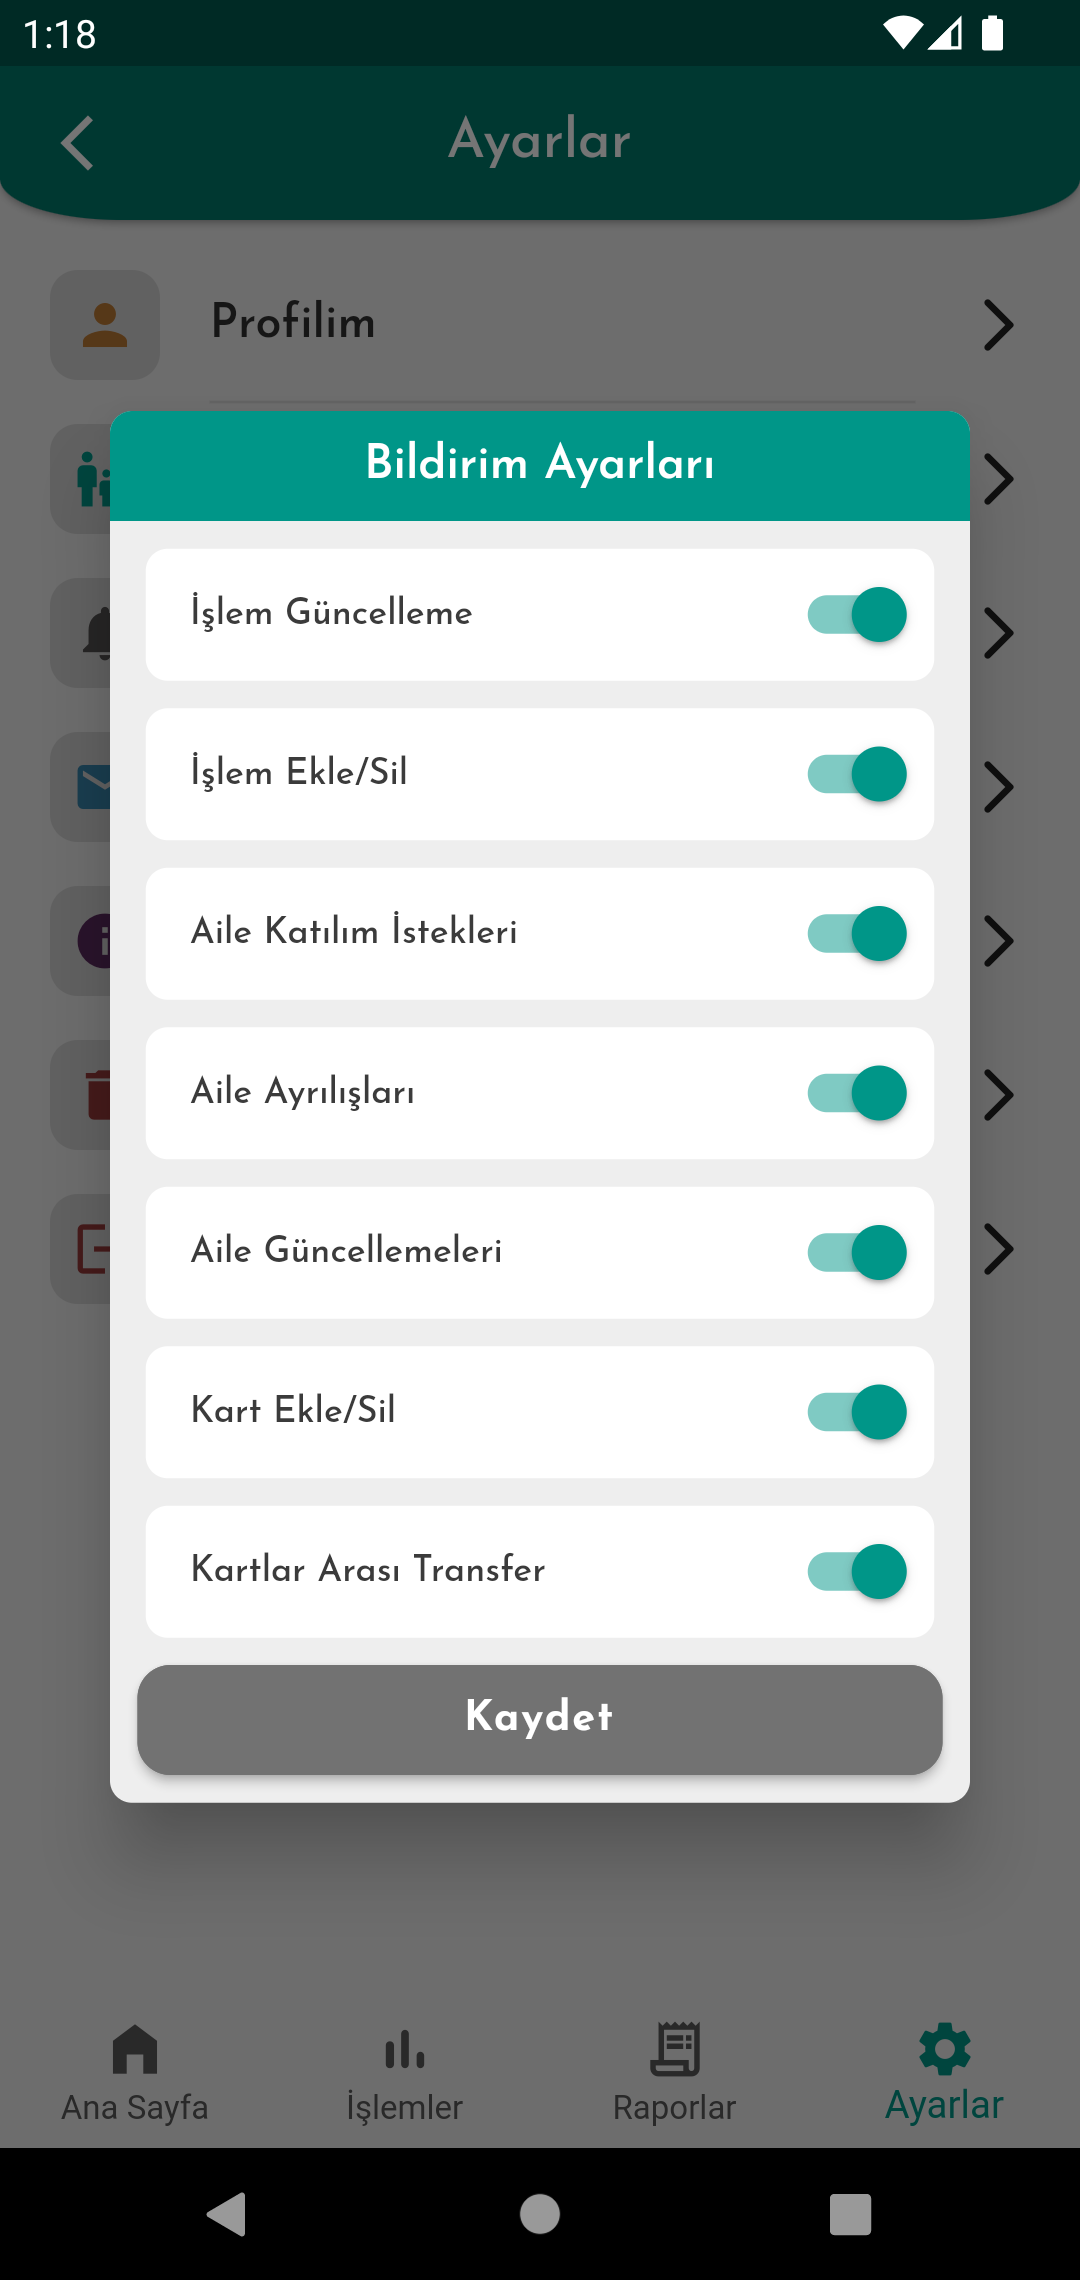 1:18
Ayarlar
Profilim
Bildirim Ayarları
İşlem Güncelleme
İşlem Ekle/Sil
Aile Katılım İstekleri
Aile Ayrılışları
Aile Güncellemeleri
Kart Ekle/Sil
Kartlar Arası Transfer
Kaydet
Ana Sayfa
İşlemler
Raporlar
Ayarlar